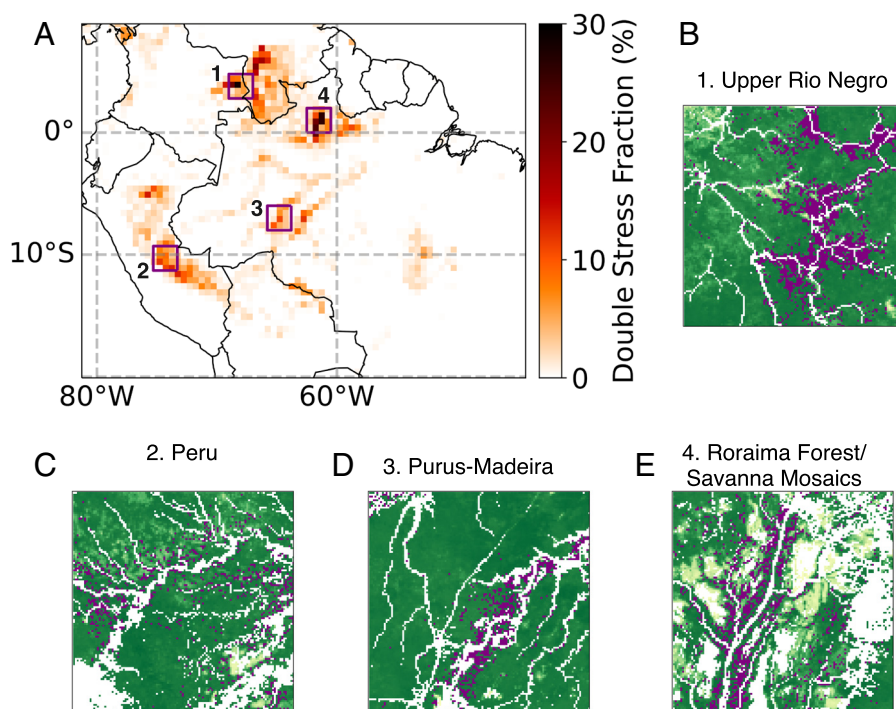 A
B
1. Upper Rio Negro
30
20
10
0
Double Stress Fraction (%)
1
4
3
2
0°
10°S
80°W
60°W
C
2. Peru
D
3. Purus-Madeira
E
4. Roraima Forest/
Savanna Mosaics